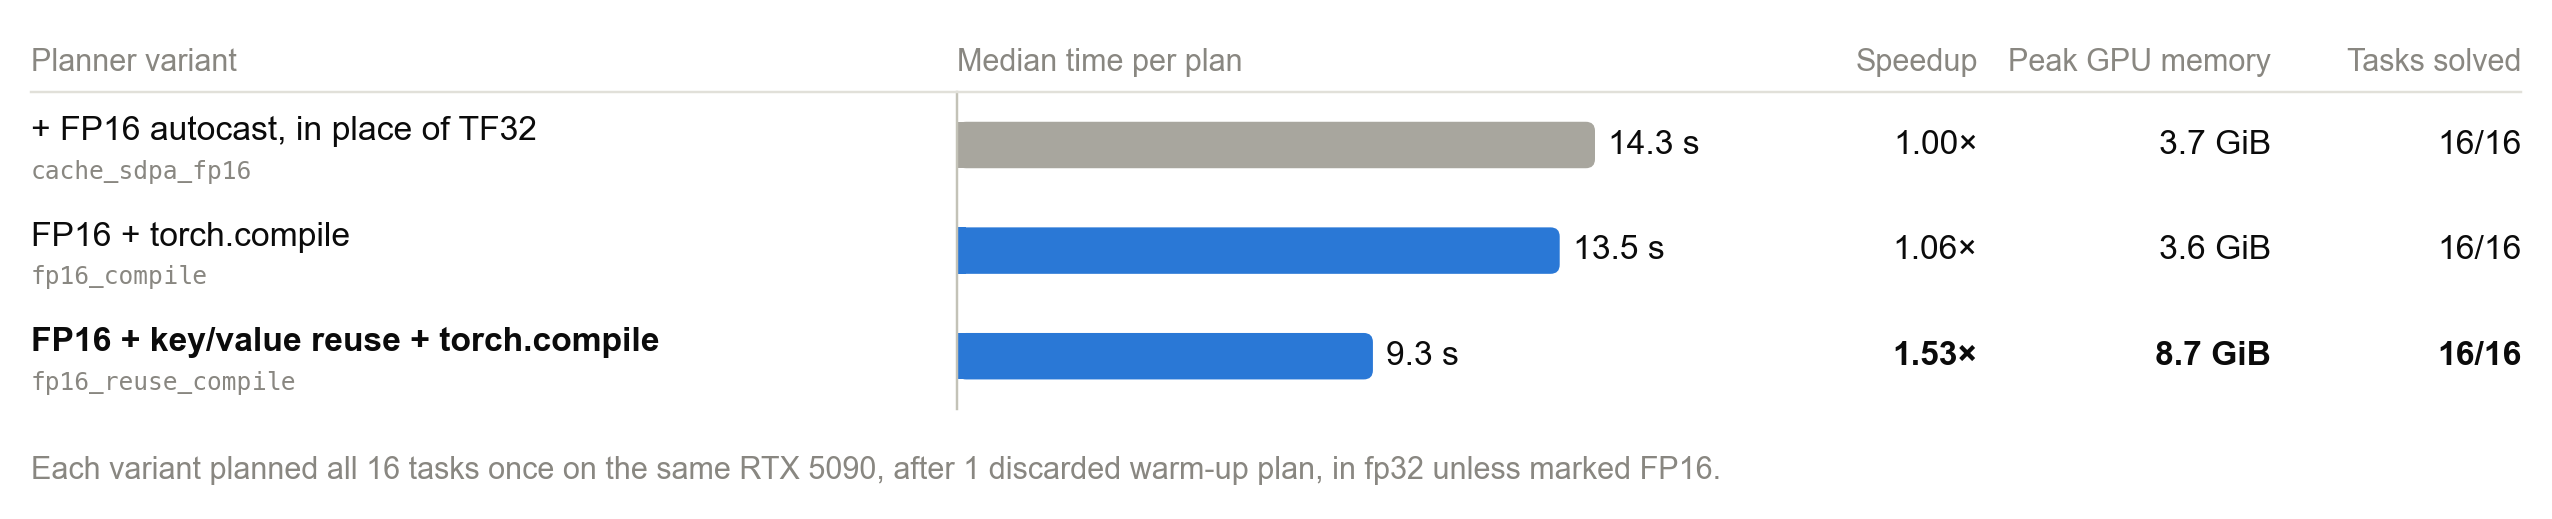 Planner variant Median time per plan Speedup Peak GPU memory Tasks solved
+ FP16 autocast, in place of TF32 14.3 s 1.00× 3.7 GiB 16/16
cache_sdpa_fp16
FP16 + torch.compile 13.5 s 1.06× 3.6 GiB 16/16
fp16_compile
FP16 + key/value reuse + torch.compile 9.3 s 1.53× 8.7 GiB 16/16
fp16_reuse_compile
Each variant planned all 16 tasks once on the same RTX 5090, after 1 discarded warm-up plan, in fp32 unless marked FP16.